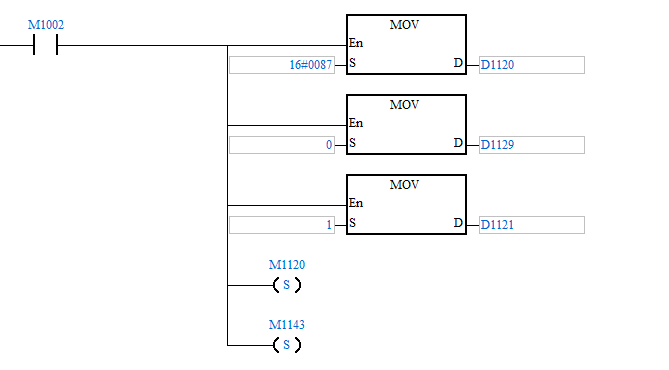 M1002
MOV
En
16#0087 S D D1120
MOV
En
0 S D D1129
MOV
En
1 S D D1121
M1120
S
M1143
S